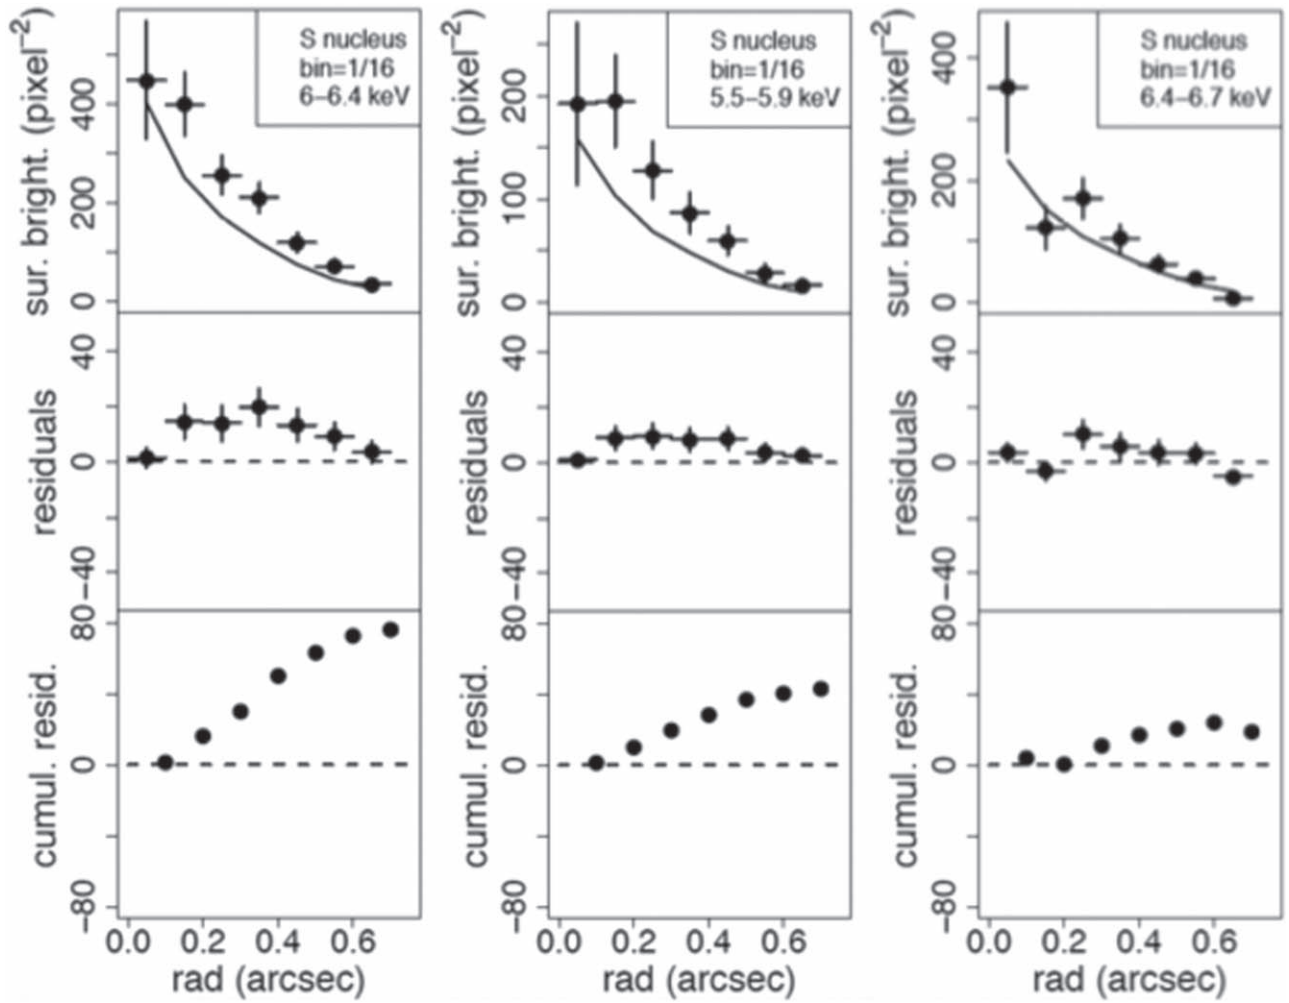 S nucleus
bin=1/16
6–6.4 keV
sur. bright. (pixel⁻²)
0 200 400
residuals
−40 0 40
cumul. resid.
−80 0 80
0.0 0.2 0.4 0.6
rad (arcsec)
S nucleus
bin=1/16
5.5–5.9 keV
sur. bright. (pixel⁻²)
0 100 200
residuals
−40 0 40
cumul. resid.
−80 0 80
0.0 0.2 0.4 0.6
rad (arcsec)
S nucleus
bin=1/16
6.4–6.7 keV
sur. bright. (pixel⁻²)
0 200 400
residuals
−40 0 40
cumul. resid.
−80 0 80
0.0 0.2 0.4 0.6
rad (arcsec)